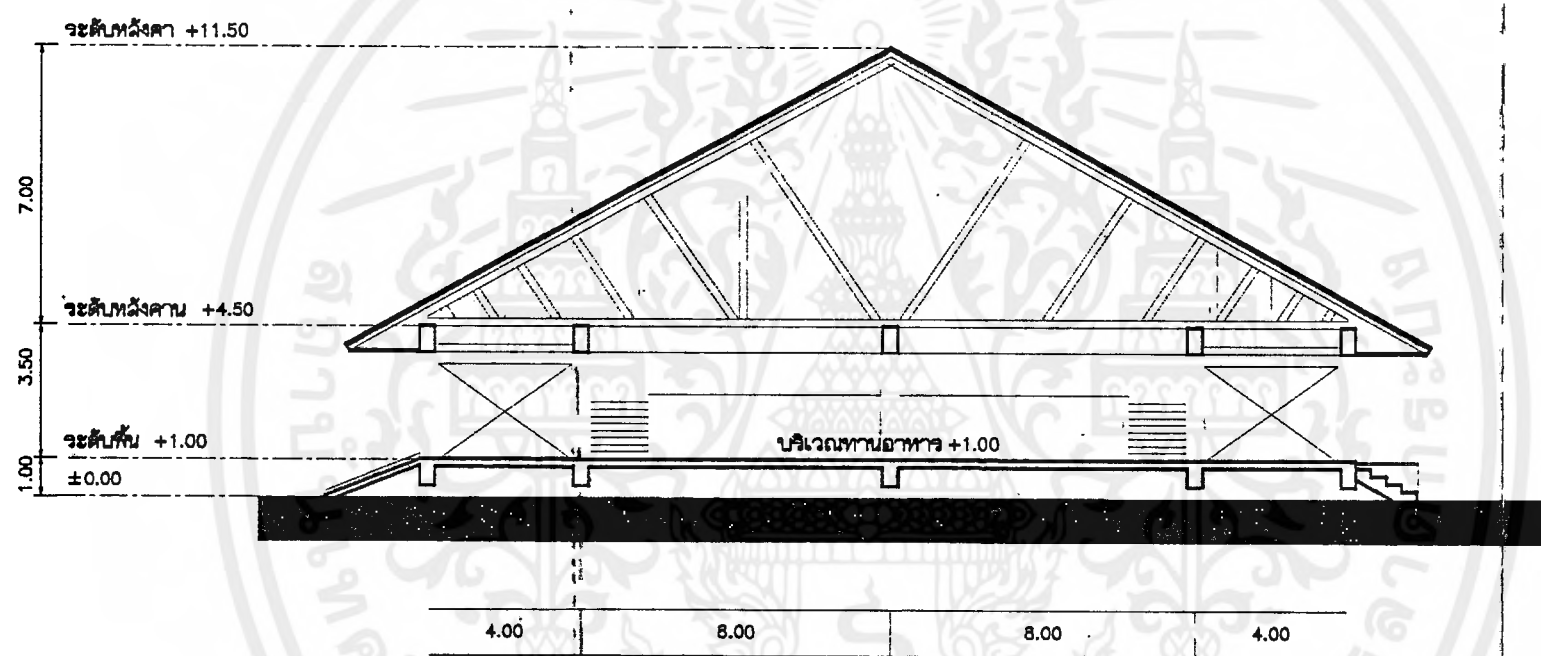 ระดับหลังคา +11.50
7.00
ระดับหลังคาน +4.50
3.50
ระดับพื้น +1.00
บริเวณทานอาหาร +1.00
1.00
±0.00
4.00 8.00 8.00 4.00